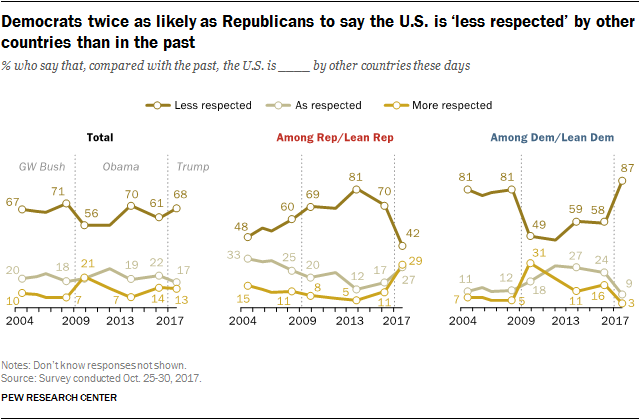 Democrats twice as likely as Republicans to say the U.S. is ‘less respected’ by other
countries than in the past
% who say that, compared with the past, the U.S. is ____ by other countries these days
Less respected As respected More respected
Total
GW Bush Obama Trump
67 71 56 70 61 68
20 18 21 19 22 17
10 7 7 14 13
2004 2009 2013 2017
Among Rep/Lean Rep
48 60 69 81 70 42
33 25 20 12 17 29
15 11 8 5 11 27
2004 2009 2013 2017
Among Dem/Lean Dem
81 81 49 59 58 87
11 12 31 27 24 9
7 5 18 11 16 3
2004 2009 2013 2017
Notes: Don’t know responses not shown.
Source: Survey conducted Oct. 25-30, 2017.
PEW RESEARCH CENTER